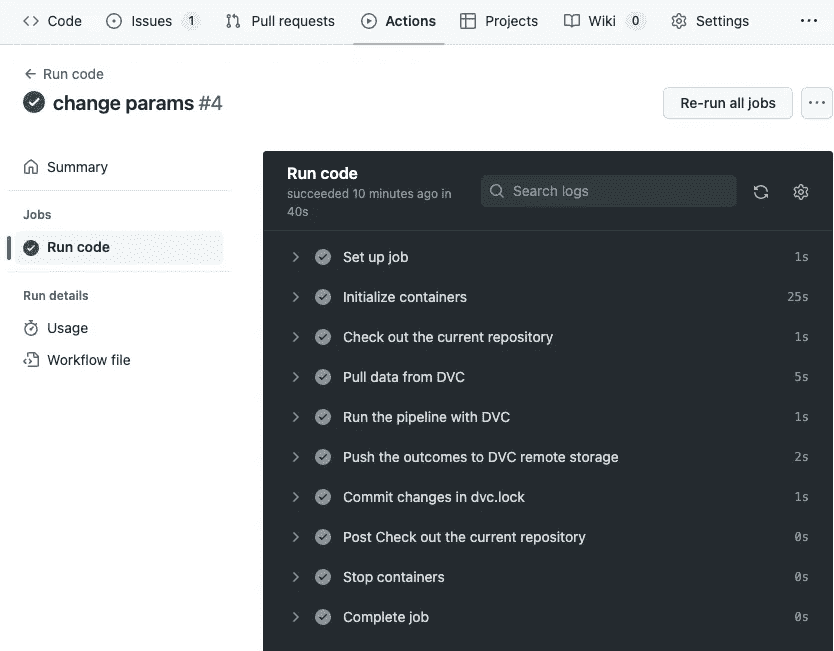 Code Issues 1 Pull requests Actions Projects Wiki 0 Settings
Run code
change params #4
Re-run all jobs
Summary
Jobs
Run code
Run details
Usage
Workflow file
Run code
succeeded 10 minutes ago in
40s
Search logs
Set up job 1s
Initialize containers 25s
Check out the current repository 1s
Pull data from DVC 5s
Run the pipeline with DVC 1s
Push the outcomes to DVC remote storage 2s
Commit changes in dvc.lock 1s
Post Check out the current repository 0s
Stop containers 0s
Complete job 0s